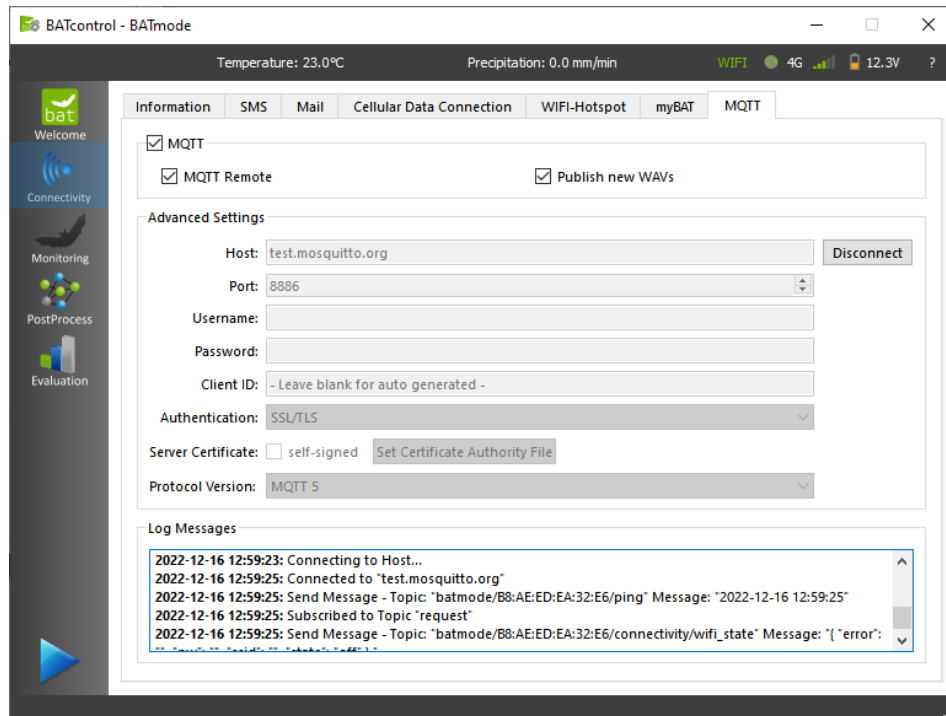 BATcontrol - BATmode
Temperature: 23.0°C Precipitation: 0.0 mm/min WIFI 4G 12.3V ?
bat
Welcome
Connectivity
Monitoring
PostProcess
Evaluation
Information SMS Mail Cellular Data Connection WIFI-Hotspot myBAT MQTT
MQTT
MQTT Remote Publish new WAVs
Advanced Settings
Host: test.mosquitto.org Disconnect
Port: 8886
Username:
Password:
Client ID: - Leave blank for auto generated -
Authentication: SSL/TLS
Server Certificate: self-signed Set Certificate Authority File
Protocol Version: MQTT 5
Log Messages
2022-12-16 12:59:23: Connecting to Host...
2022-12-16 12:59:25: Connected to "test.mosquitto.org"
2022-12-16 12:59:25: Send Message - Topic: "batmode/B8:AE:ED:EA:32:E6/ping" Message: "2022-12-16 12:59:25"
2022-12-16 12:59:25: Subscribed to Topic "request"
2022-12-16 12:59:25: Send Message - Topic: "batmode/B8:AE:ED:EA:32:E6/connectivity/wifi_state" Message: "{ "error":